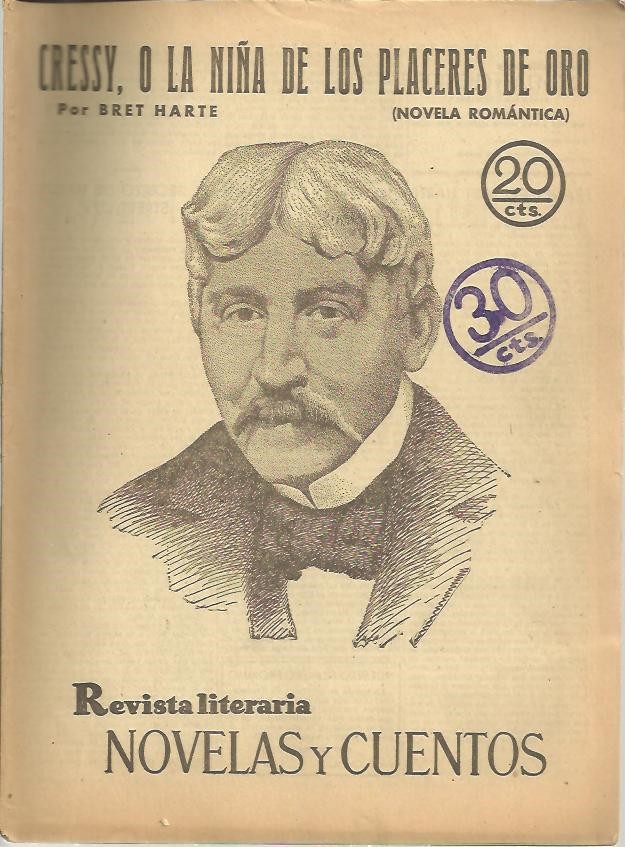 CRESSY, O LA NIÑA DE LOS PLACERES DE ORO
Por BRET HARTE
(NOVELA ROMÁNTICA)
20
cts.
30
cts.
Revista literaria
NOVELAS Y CUENTOS